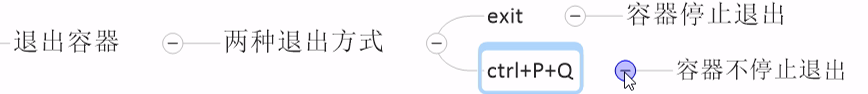 退出容器
两种退出方式
exit
容器停止退出
ctrl+P+Q
容器不停止退出